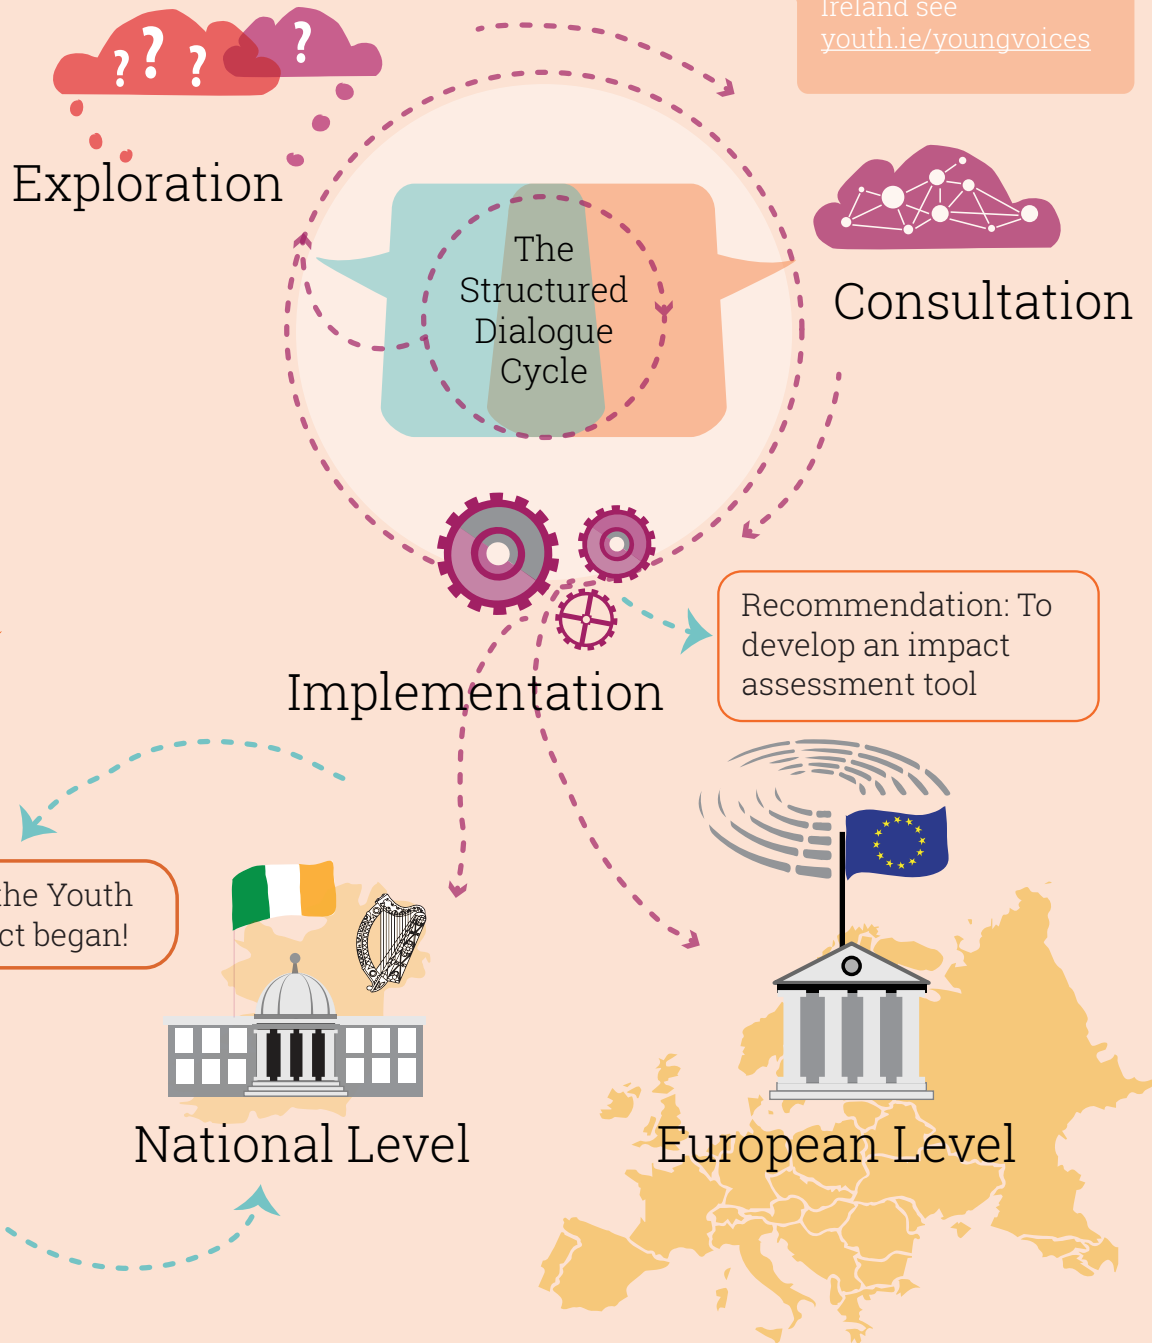 Ireland see
youth.ie/youngvoices
Exploration
The
Structured
Dialogue
Cycle
Consultation
Recommendation: To
develop an impact
assessment tool
Implementation
the Youth
ct began!
National Level
European Level